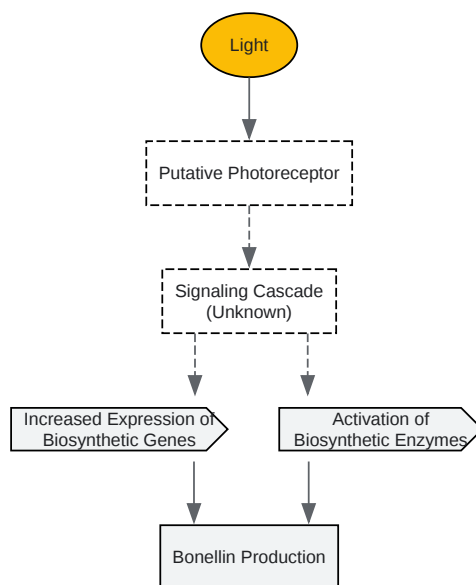 Light
Putative Photoreceptor
Signaling Cascade
(Unknown)
Increased Expression of
Biosynthetic Genes
Activation of
Biosynthetic Enzymes
Bonellin Production